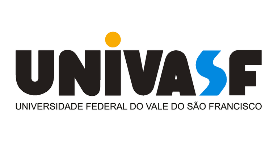 UNIVASF
UNIVERSIDADE FEDERAL DO VALE DO SÃO FRANCISCO